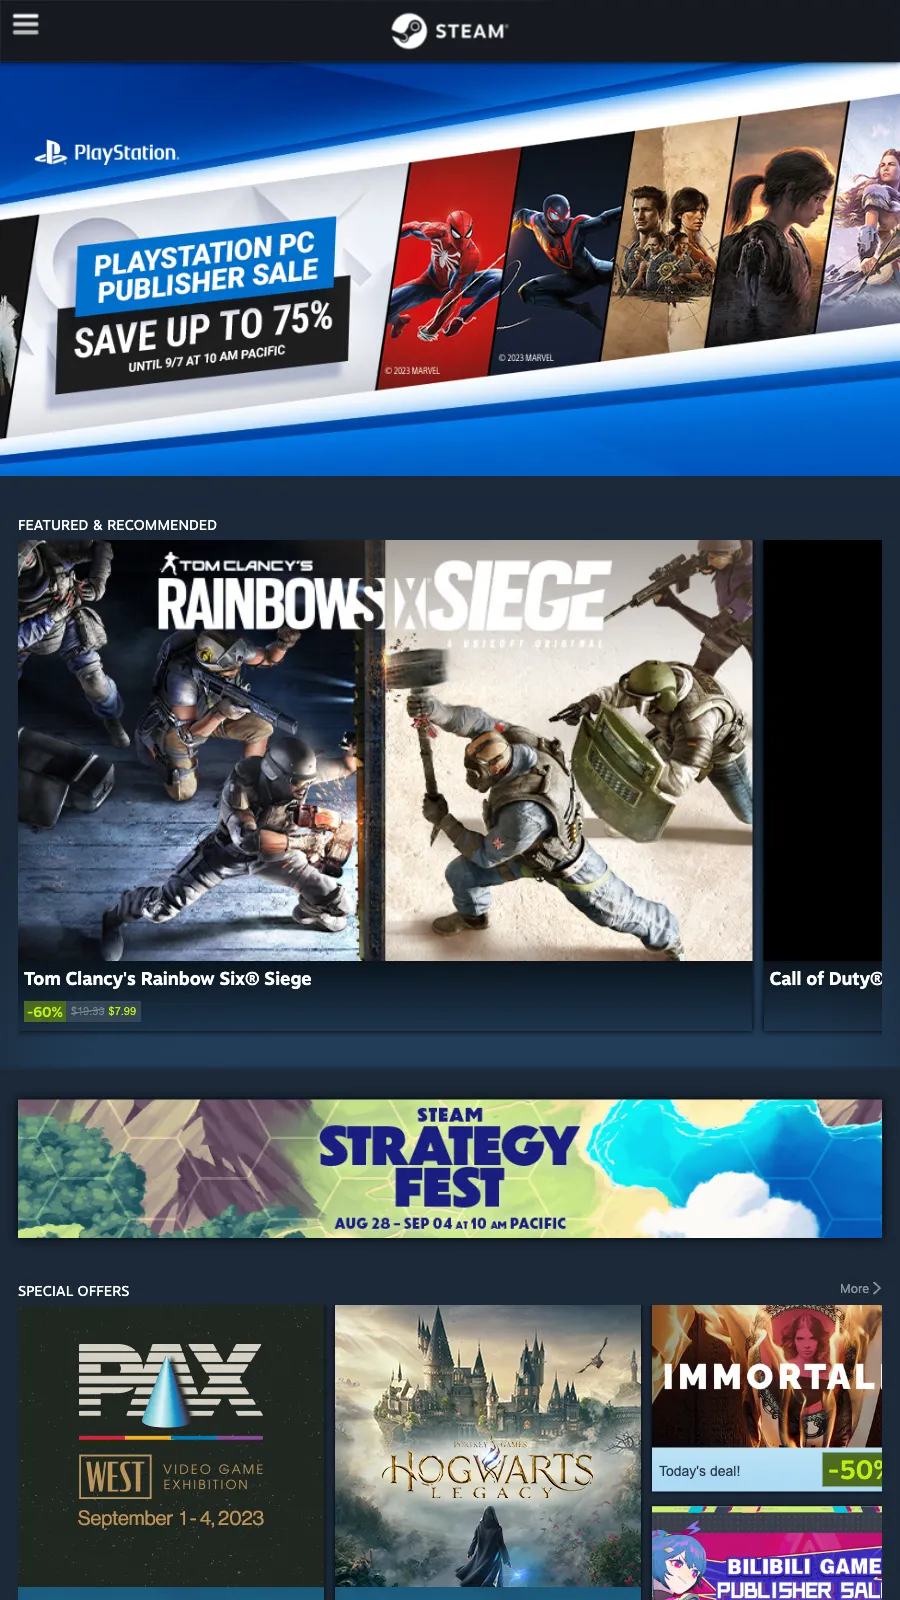 STEAM®
PlayStation.
PLAYSTATION PC
PUBLISHER SALE
SAVE UP TO 75%
UNTIL 9/7 AT 10 AM PACIFIC
© 2023 MARVEL
© 2023 MARVEL
FEATURED & RECOMMENDED
TOM CLANCY'S
RAINBOW SIX SIEGE
A UBISOFT ORIGINAL
Tom Clancy's Rainbow Six® Siege
-60% $19.99 $7.99
Call of Duty®
STEAM
STRATEGY
FEST
AUG 28 – SEP 04 AT 10 AM PACIFIC
SPECIAL OFFERS
More
PAX
WEST VIDEO GAME
EXHIBITION
September 1-4, 2023
PORTKEY GAMES
HOGWARTS
LEGACY
IMMORTAL
Today's deal! -50%
BILIBILI GAME
PUBLISHER SAL